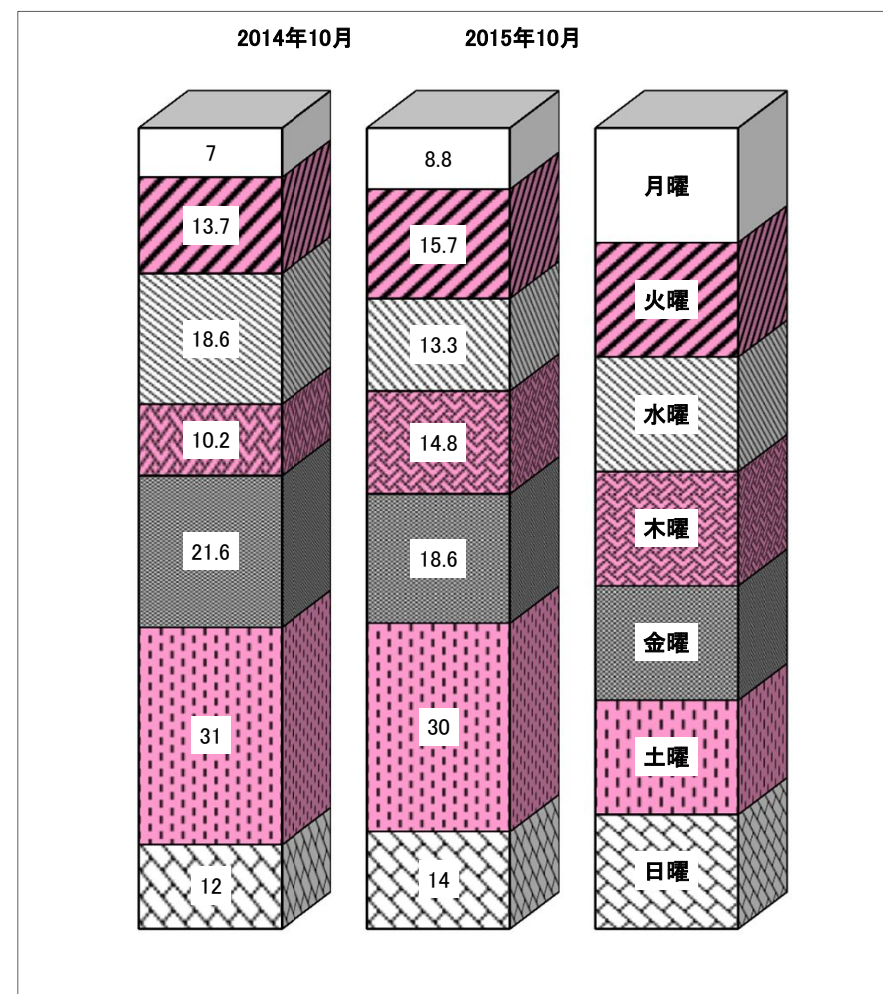 2014年10月 2015年10月
7 8.8 月曜
13.7 15.7 火曜
18.6 13.3 水曜
10.2 14.8 木曜
21.6 18.6 金曜
31 30 土曜
12 14 日曜